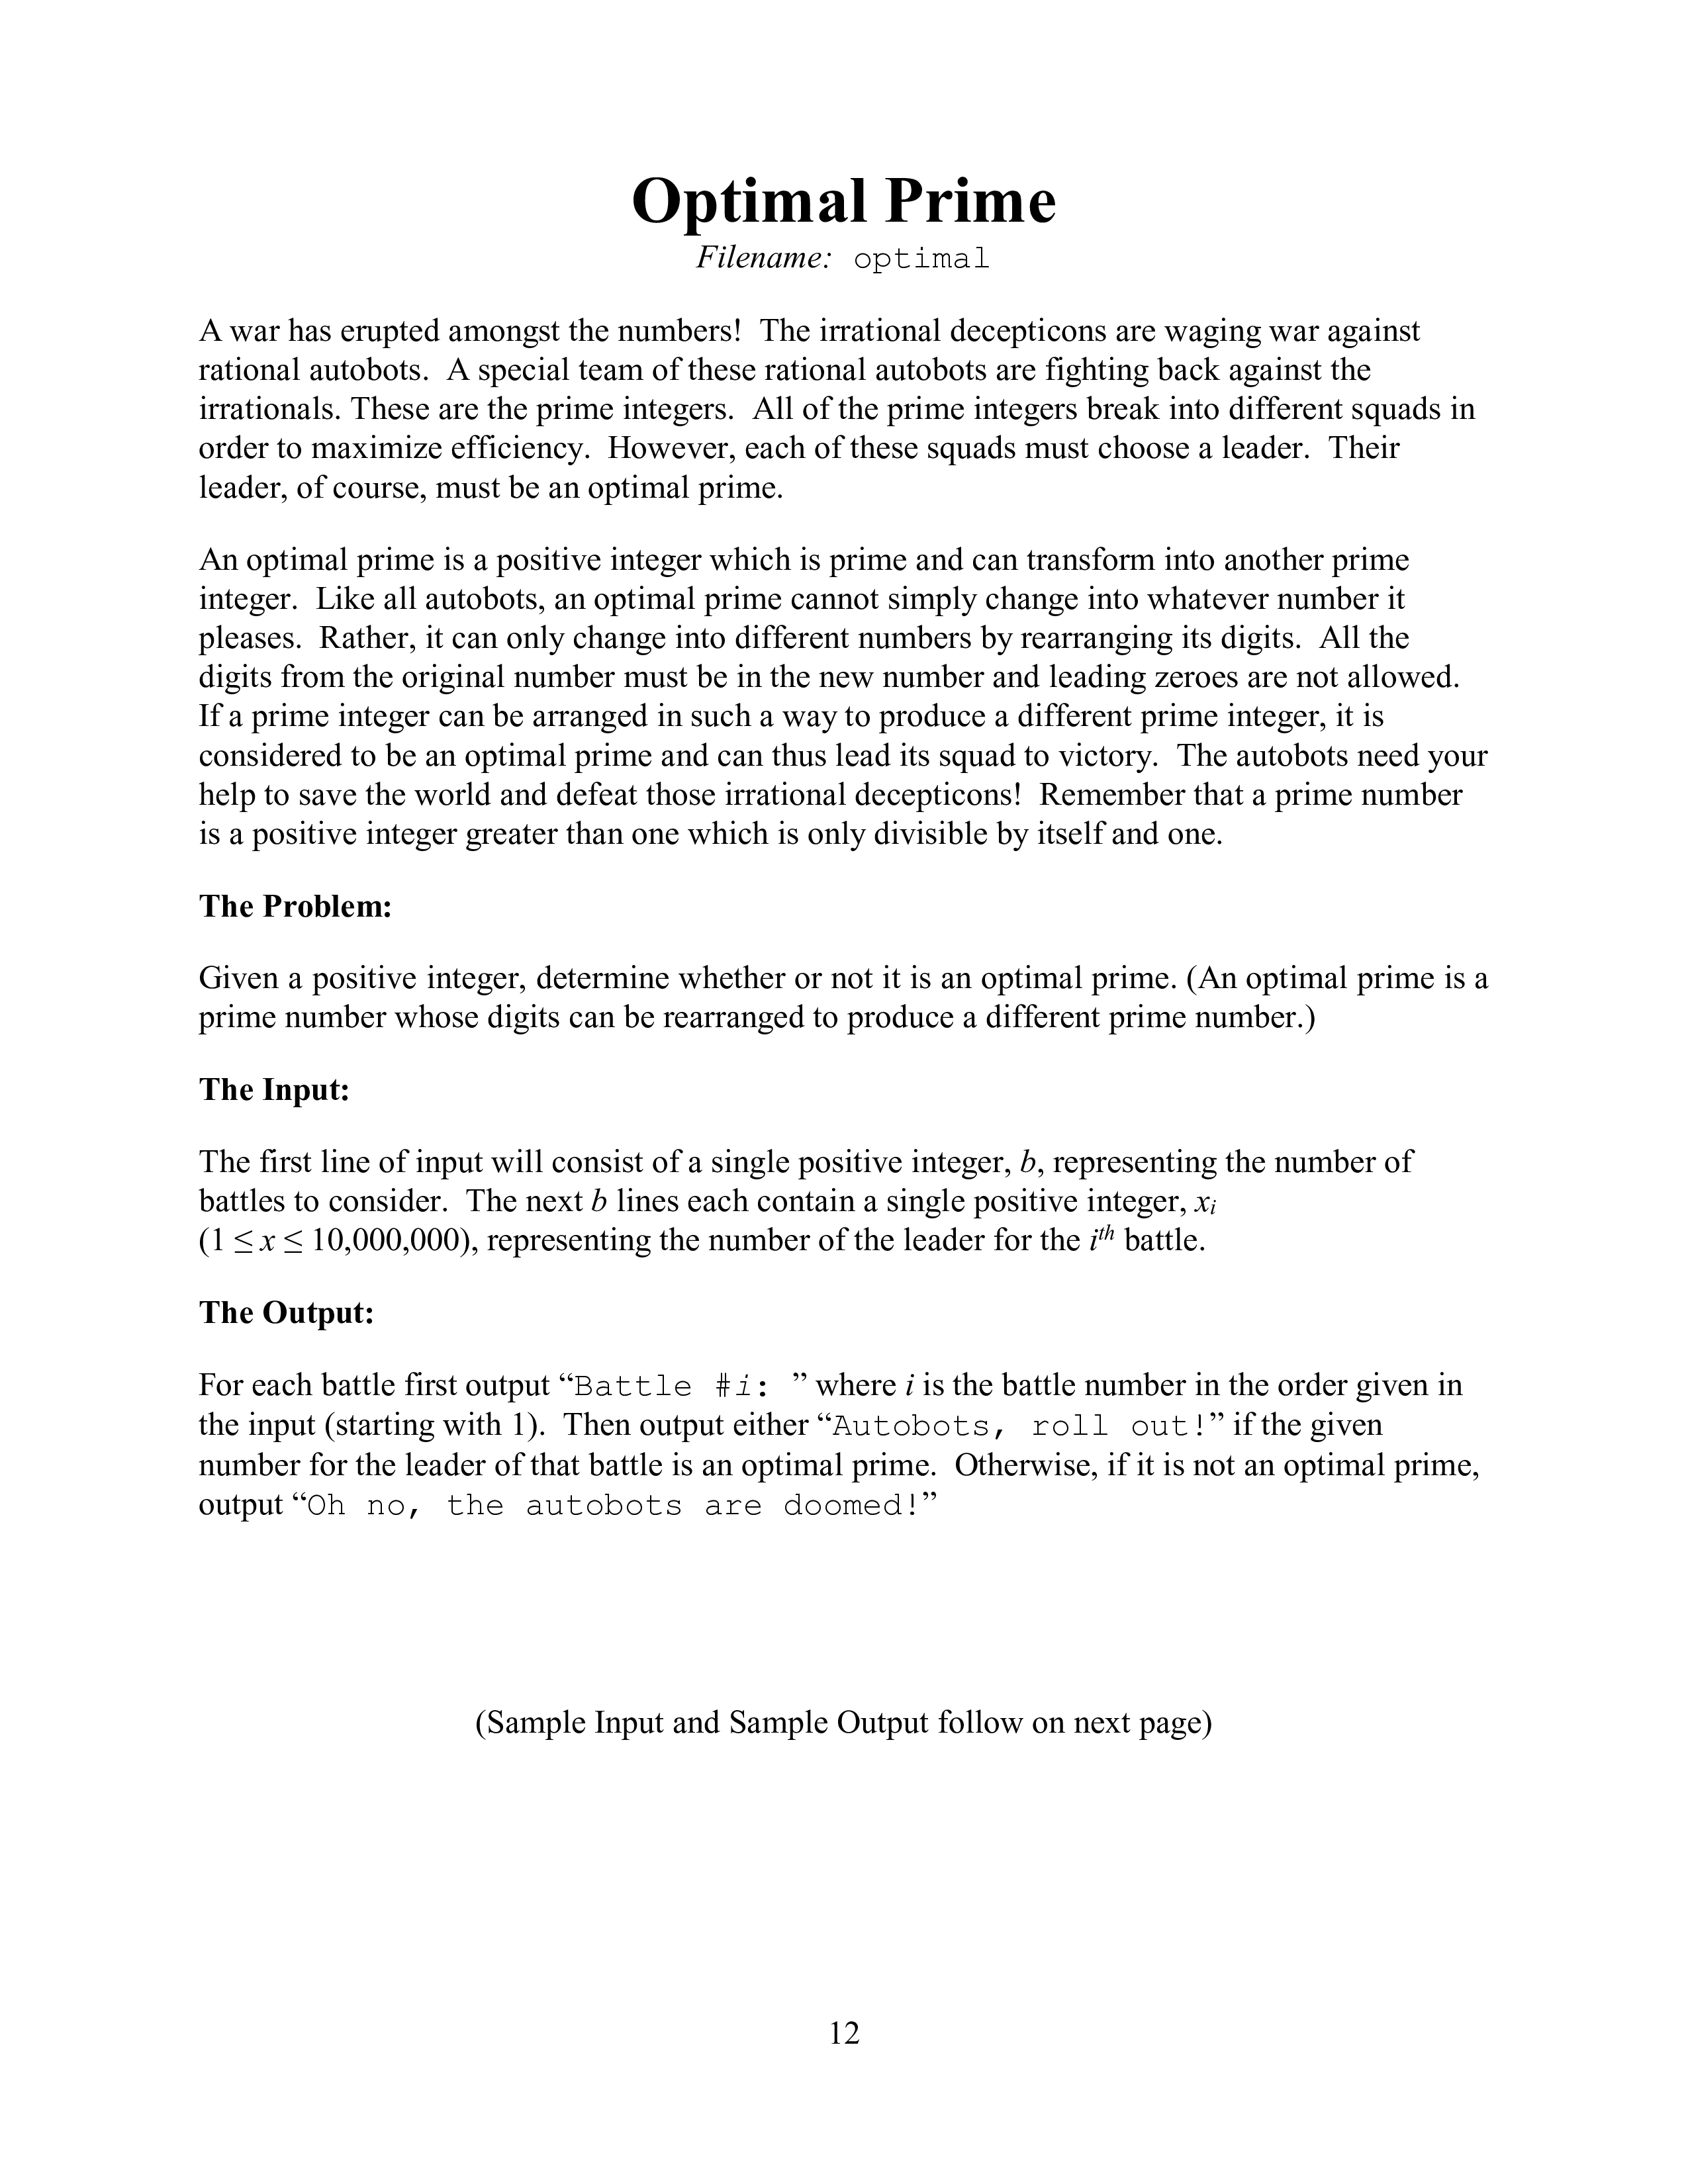 Optimal Prime
Filename: optimal
A war has erupted amongst the numbers! The irrational decepticons are waging war against
rational autobots. A special team of these rational autobots are fighting back against the
irrationals. These are the prime integers. All of the prime integers break into different squads in
order to maximize efficiency. However, each of these squads must choose a leader. Their
leader, of course, must be an optimal prime.
An optimal prime is a positive integer which is prime and can transform into another prime
integer. Like all autobots, an optimal prime cannot simply change into whatever number it
pleases. Rather, it can only change into different numbers by rearranging its digits. All the
digits from the original number must be in the new number and leading zeroes are not allowed.
If a prime integer can be arranged in such a way to produce a different prime integer, it is
considered to be an optimal prime and can thus lead its squad to victory. The autobots need your
help to save the world and defeat those irrational decepticons! Remember that a prime number
is a positive integer greater than one which is only divisible by itself and one.
The Problem:
Given a positive integer, determine whether or not it is an optimal prime. (An optimal prime is a
prime number whose digits can be rearranged to produce a different prime number.)
The Input:
The first line of input will consist of a single positive integer, b, representing the number of
battles to consider. The next b lines each contain a single positive integer, xi
(1 ≤ x ≤ 10,000,000), representing the number of the leader for the ith battle.
The Output:
For each battle first output “Battle #i: ” where i is the battle number in the order given in
the input (starting with 1). Then output either “Autobots, roll out!” if the given
number for the leader of that battle is an optimal prime. Otherwise, if it is not an optimal prime,
output “Oh no, the autobots are doomed!”
(Sample Input and Sample Output follow on next page)
12